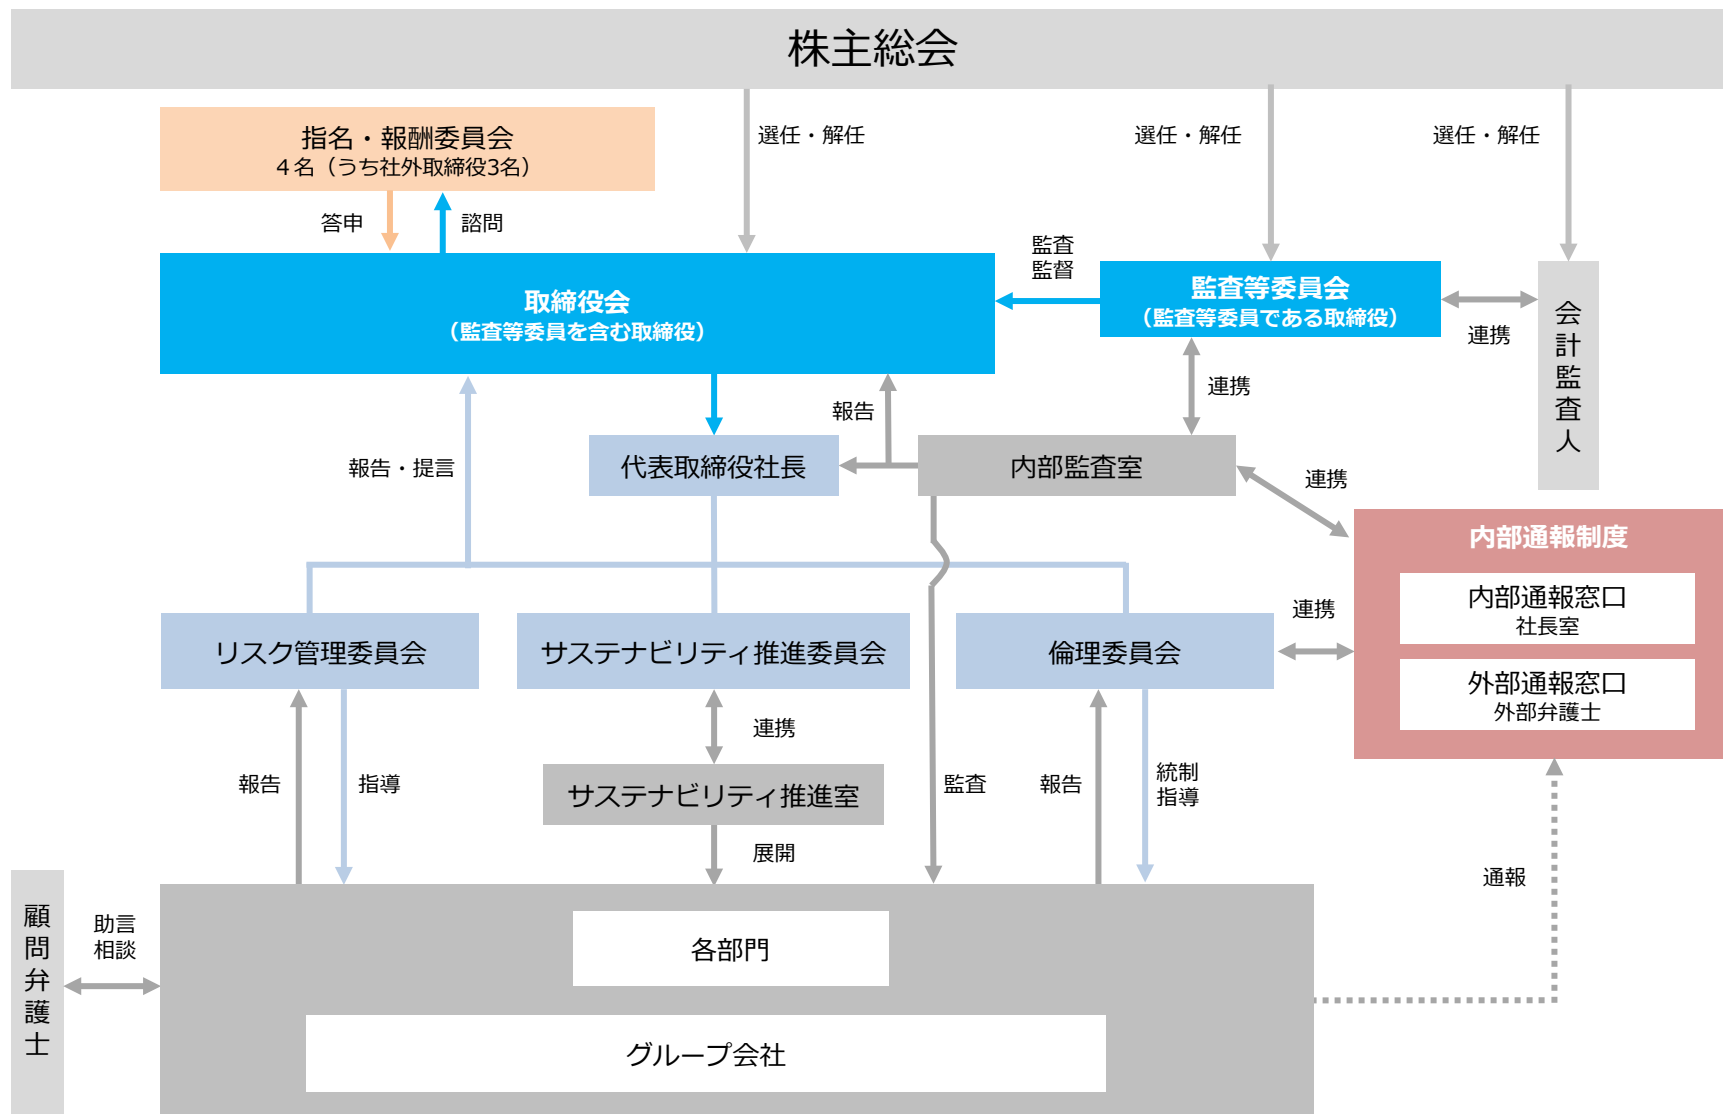 株主総会
指名・報酬委員会
４名（うち社外取締役3名）
選任・解任
選任・解任
選任・解任
答申
諮問
監査
監督
取締役会
（監査等委員を含む取締役）
監査等委員会
（監査等委員である取締役）
連携
会計監査人
連携
報告
報告・提言
代表取締役社長
内部監査室
連携
内部通報制度
内部通報窓口
社長室
外部通報窓口
外部弁護士
連携
リスク管理委員会
サステナビリティ推進委員会
倫理委員会
連携
報告
指導
サステナビリティ推進室
監査
報告
統制
指導
展開
通報
顧問弁護士
助言
相談
各部門
グループ会社